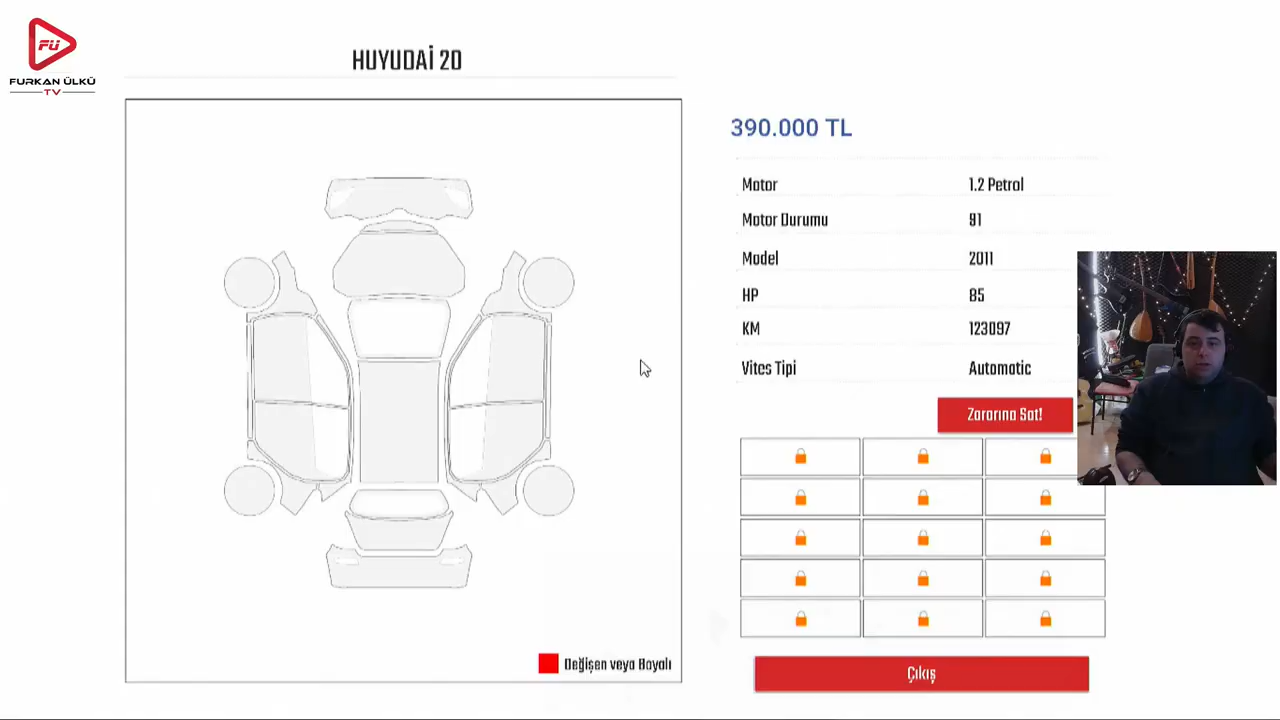 FÜ
FURKAN ÜLKÜ
TV
HUYUDAİ 20
390.000 TL
Motor 1.2 Petrol
Motor Durumu 91
Model 2011
HP 85
KM 123097
Vites Tipi Automatic
Zararına Sat!
Değişen veya Boyalı
Çıkış